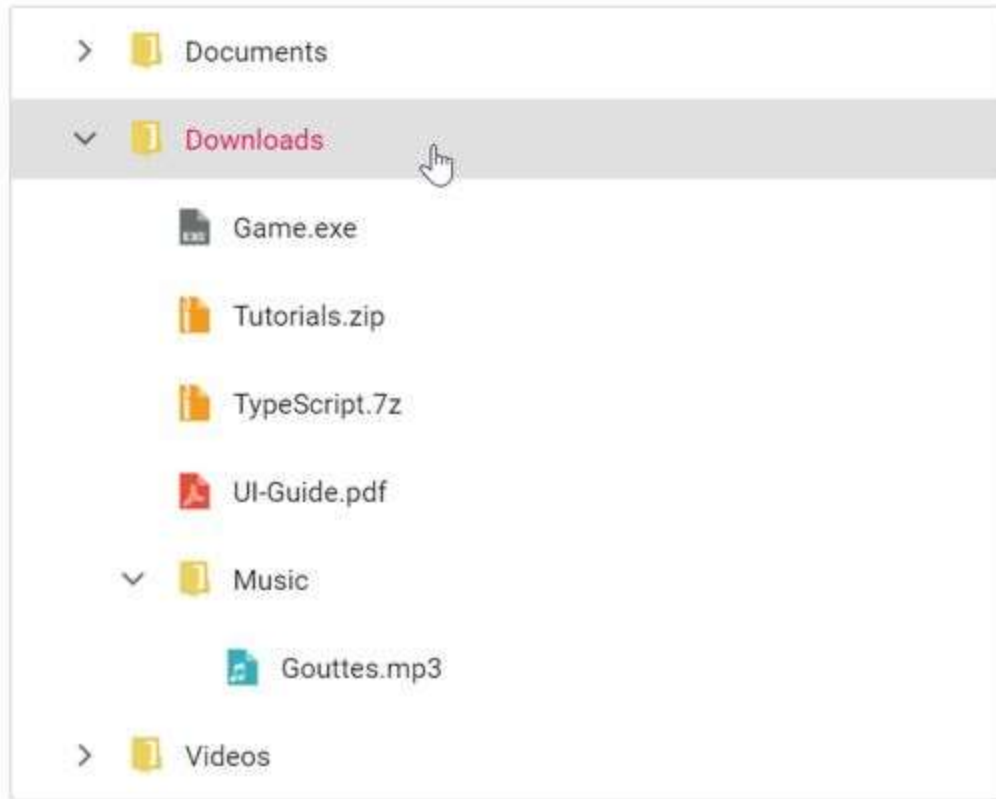 Documents
Downloads
Game.exe
Tutorials.zip
TypeScript.7z
UI-Guide.pdf
Music
Gouttes.mp3
Videos